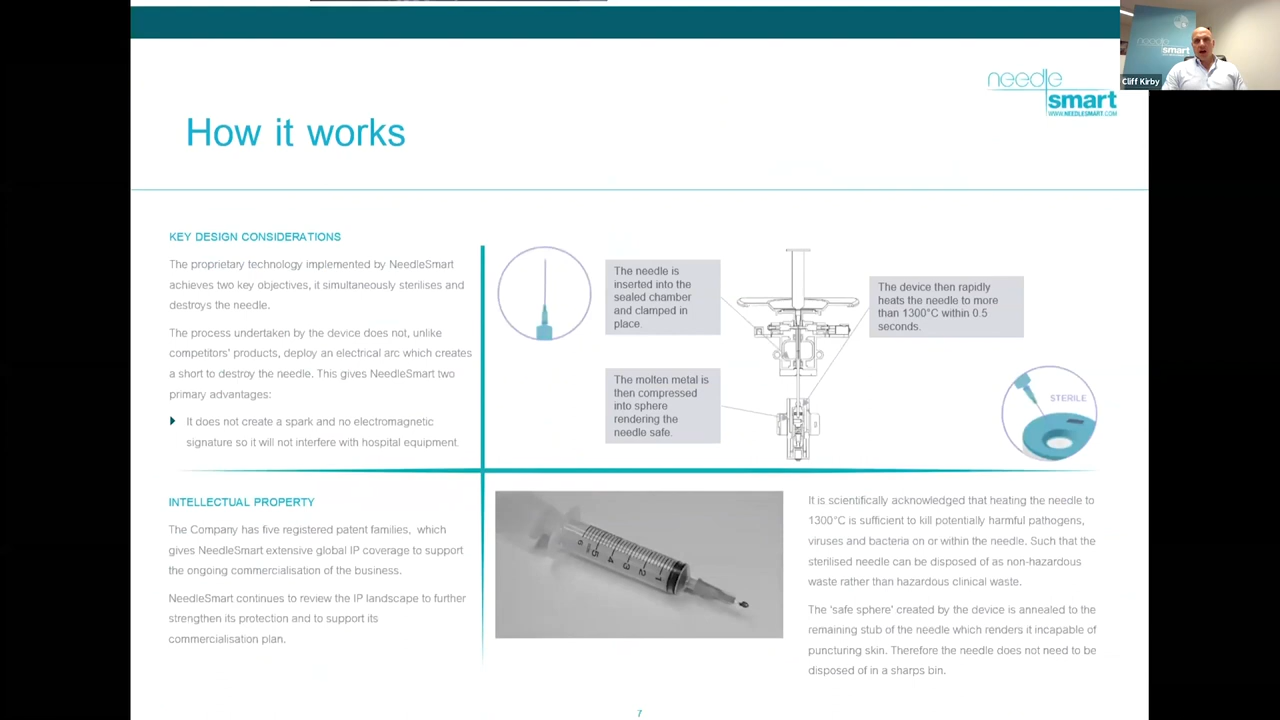 needle
smart
WWW.NEEDLESMART.COM
needle
smart
Cliff Kirby
How it works
KEY DESIGN CONSIDERATIONS
The proprietary technology implemented by NeedleSmart
achieves two key objectives, it simultaneously sterilises and
destroys the needle.
The process undertaken by the device does not, unlike
competitors' products, deploy an electrical arc which creates
a short to destroy the needle. This gives NeedleSmart two
primary advantages:
It does not create a spark and no electromagnetic
signature so it will not interfere with hospital equipment.
The needle is
inserted into the
sealed chamber
and clamped in
place.
The device then rapidly
heats the needle to more
than 1300°C within 0.5
seconds.
The molten metal is
then compressed
into sphere
rendering the
needle safe.
STERILE
INTELLECTUAL PROPERTY
The Company has five registered patent families, which
gives NeedleSmart extensive global IP coverage to support
the ongoing commercialisation of the business.
NeedleSmart continues to review the IP landscape to further
strengthen its protection and to support its
commercialisation plan.
6 5 4 3 2 1
It is scientifically acknowledged that heating the needle to
1300°C is sufficient to kill potentially harmful pathogens,
viruses and bacteria on or within the needle. Such that the
sterilised needle can be disposed of as non-hazardous
waste rather than hazardous clinical waste.
The 'safe sphere' created by the device is annealed to the
remaining stub of the needle which renders it incapable of
puncturing skin. Therefore the needle does not need to be
disposed of in a sharps bin.
7